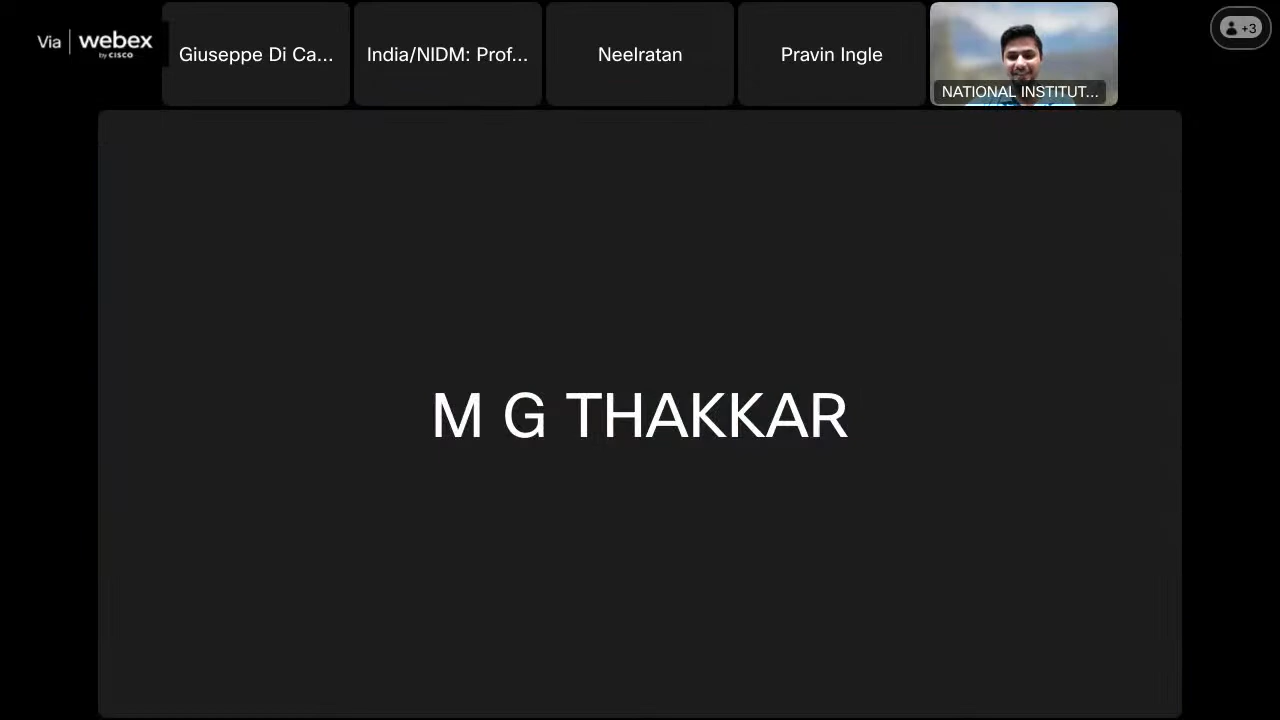 Via | webex
by CISCO
Giuseppe Di Ca...
India/NIDM: Prof...
Neelratan
Pravin Ingle
NATIONAL INSTITUT...
+3
M G THAKKAR